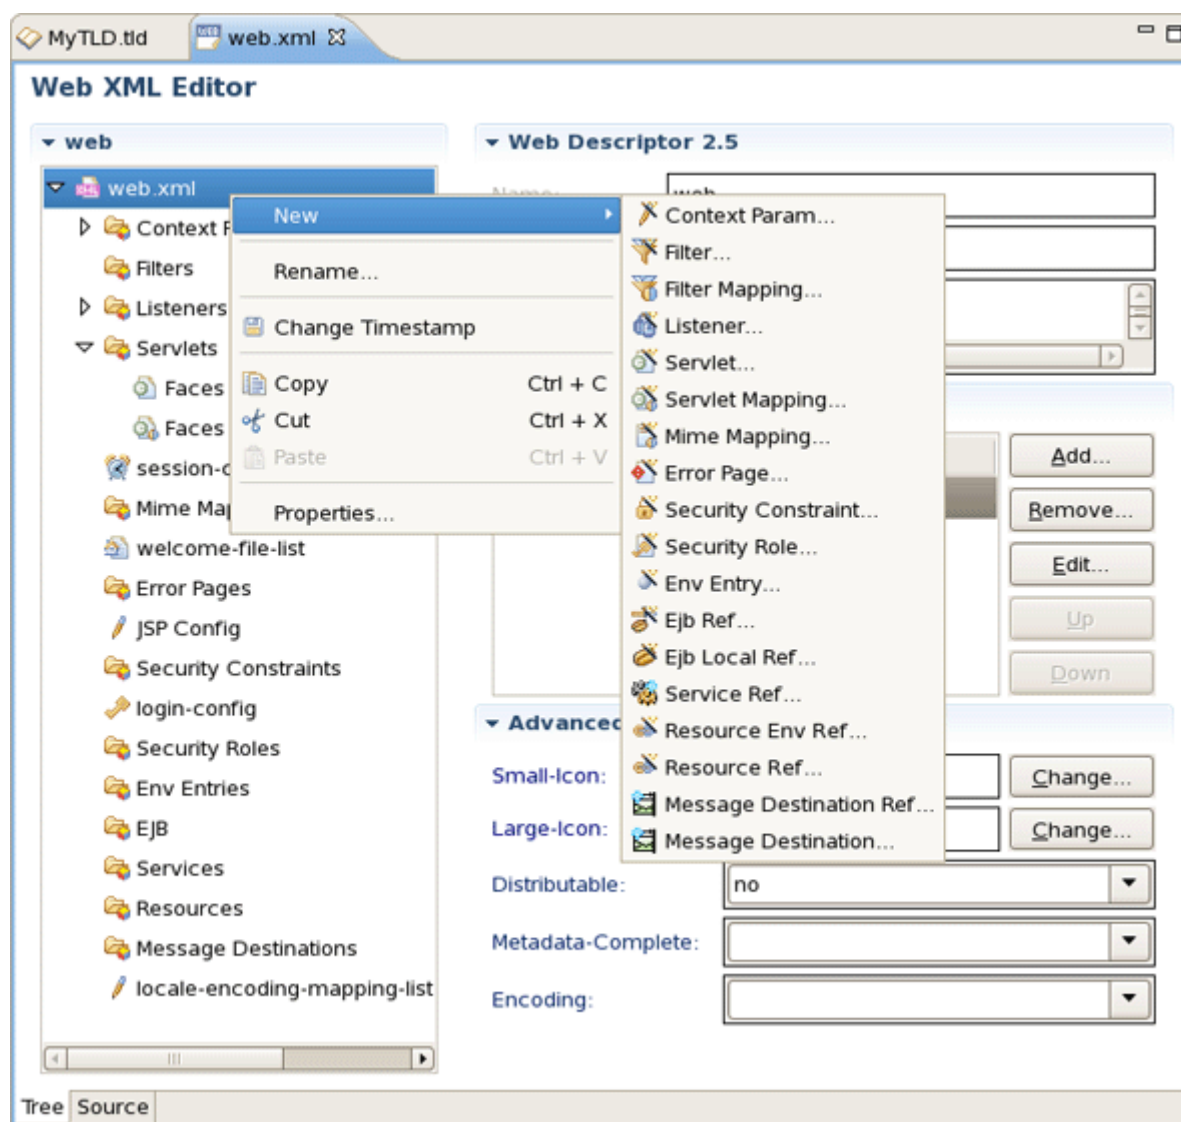 MyTLD.tld
web.xml
Web XML Editor
web
web.xml
Context
Filters
Listeners
Servlets
Faces
Faces
Mime
welcome-file-list
Error Pages
JSP Config
Security Constraints
login-config
Security Roles
Env Entries
EJB
Services
Resources
Message Destinations
locale-encoding-mapping-list
New
Rename...
Change Timestamp
Copy Ctrl + C
Cut Ctrl + X
Paste Ctrl + V
Properties...
Context Param...
Filter...
Filter Mapping...
Listener...
Servlet...
Servlet Mapping...
Mime Mapping...
Error Page...
Security Constraint...
Security Role...
Env Entry...
Ejb Ref...
Ejb Local Ref...
Service Ref...
Resource Env Ref...
Resource Ref...
Message Destination Ref...
Message Destination...
Web Descriptor 2.5
Name: web
Add...
Remove...
Edit...
Up
Down
Advanced
Small-Icon: Change...
Large-Icon: Change...
Distributable: no
Metadata-Complete:
Encoding:
Tree Source